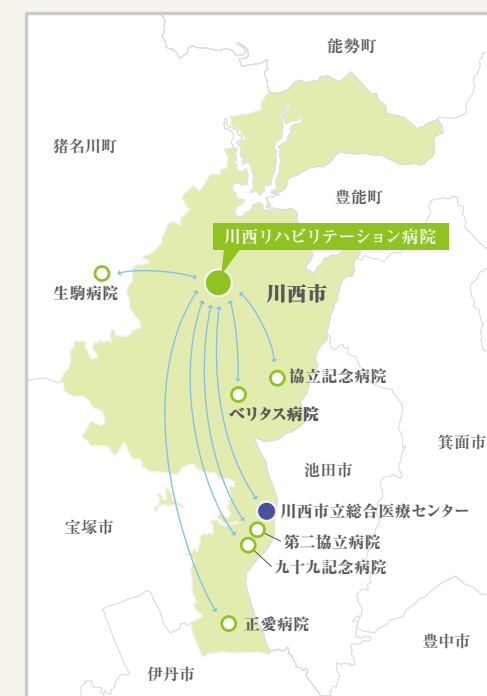 能勢町
猪名川町
豊能町
川西リハビリテーション病院
川西市
生駒病院
協立記念病院
ベリタス病院
箕面市
池田市
川西市立総合医療センター
宝塚市
第二協立病院
九十九記念病院
正愛病院
豊中市
伊丹市